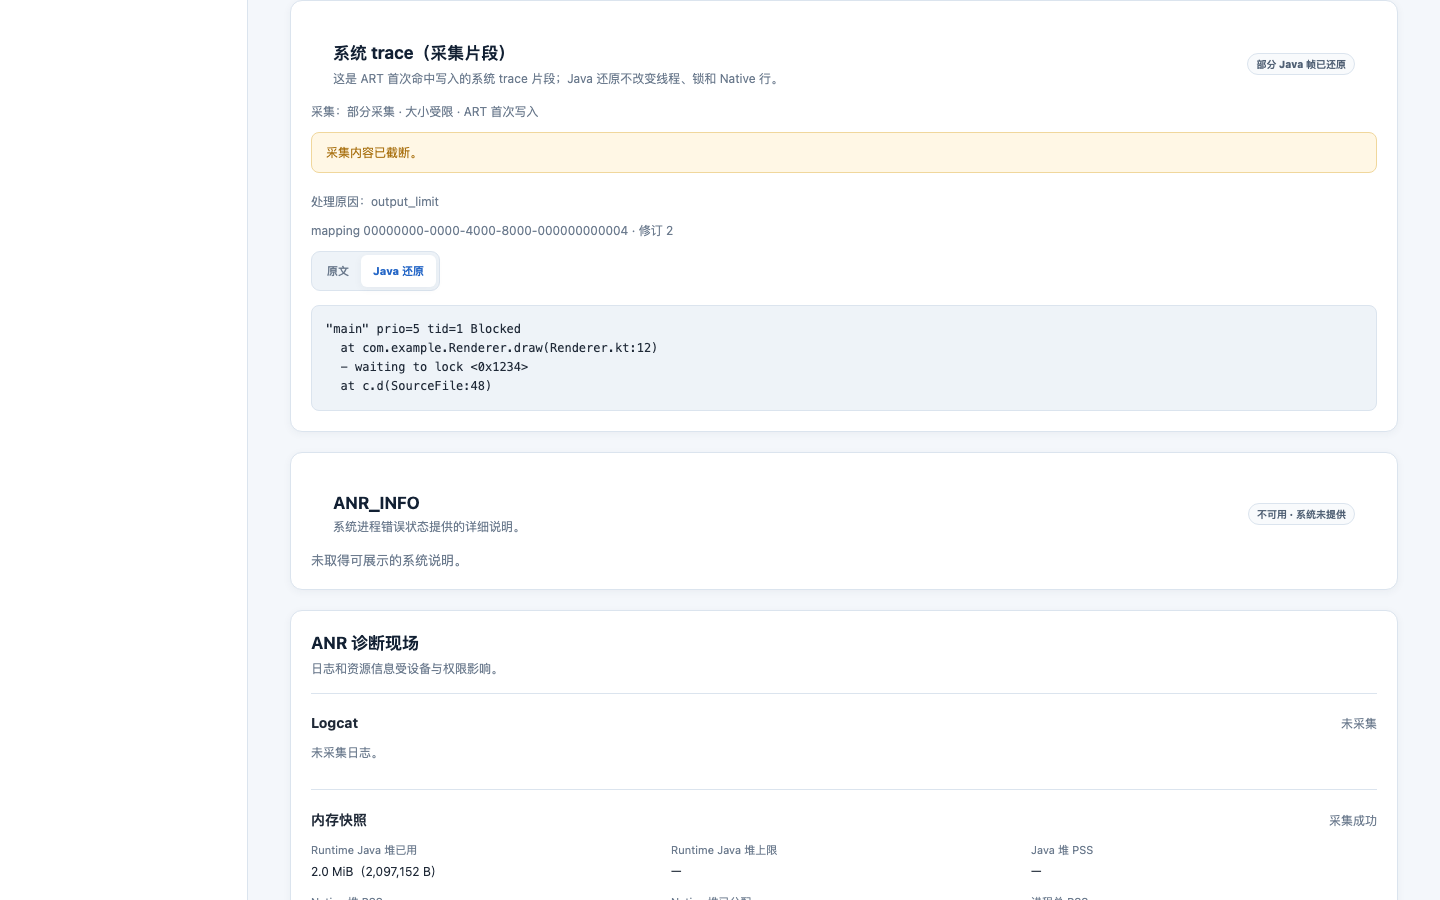 系统 trace（采集片段）
部分 Java 帧已还原
这是 ART 首次命中写入的系统 trace 片段；Java 还原不改变线程、锁和 Native 行。
采集：部分采集 · 大小受限 · ART 首次写入
采集内容已截断。
处理原因：output_limit
mapping 00000000-0000-4000-8000-000000000004 · 修订 2
原文
Java 还原
"main" prio=5 tid=1 Blocked
at com.example.Renderer.draw(Renderer.kt:12)
– waiting to lock <0x1234>
at c.d(SourceFile:48)
ANR_INFO
不可用 · 系统未提供
系统进程错误状态提供的详细说明。
未取得可展示的系统说明。
ANR 诊断现场
日志和资源信息受设备与权限影响。
Logcat
未采集
未采集日志。
内存快照
采集成功
Runtime Java 堆已用
Runtime Java 堆上限
Java 堆 PSS
2.0 MiB（2,097,152 B）
—
—